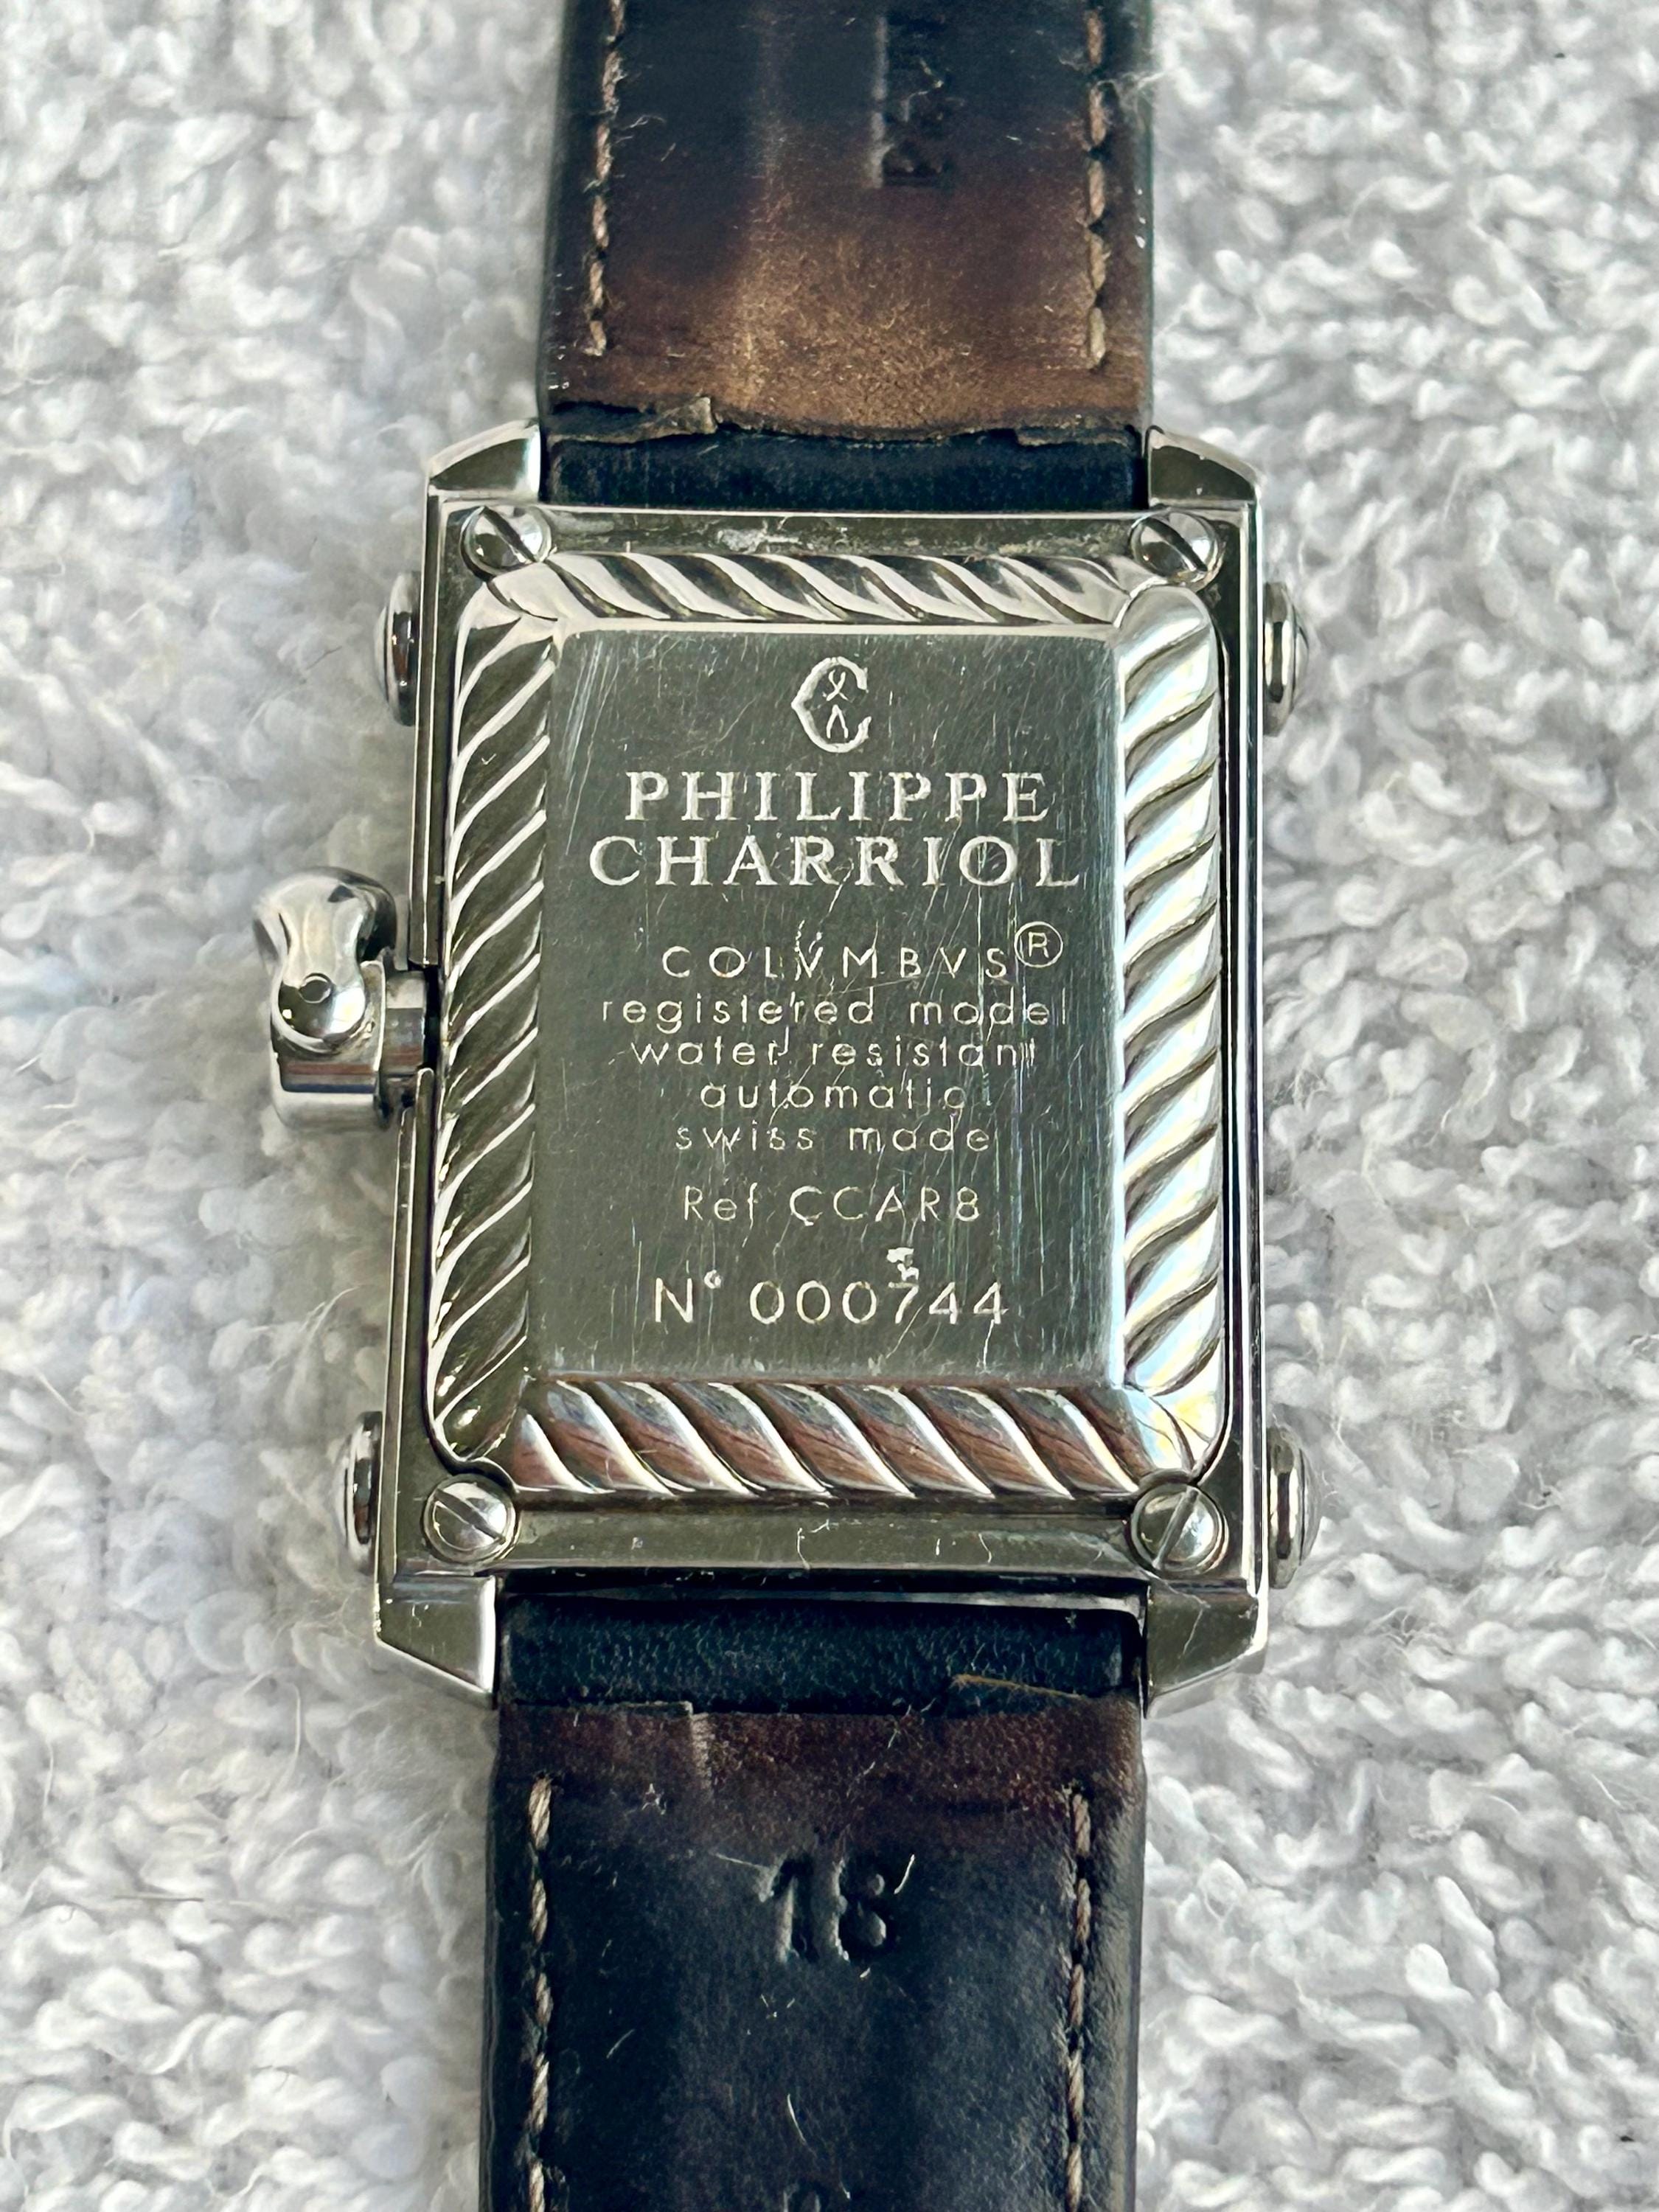 PHILIPPE
CHARRIOL
COLVMBVS®
registered model
water resistant
automatic
swiss made
Ref CCAR8
N° 000744
18